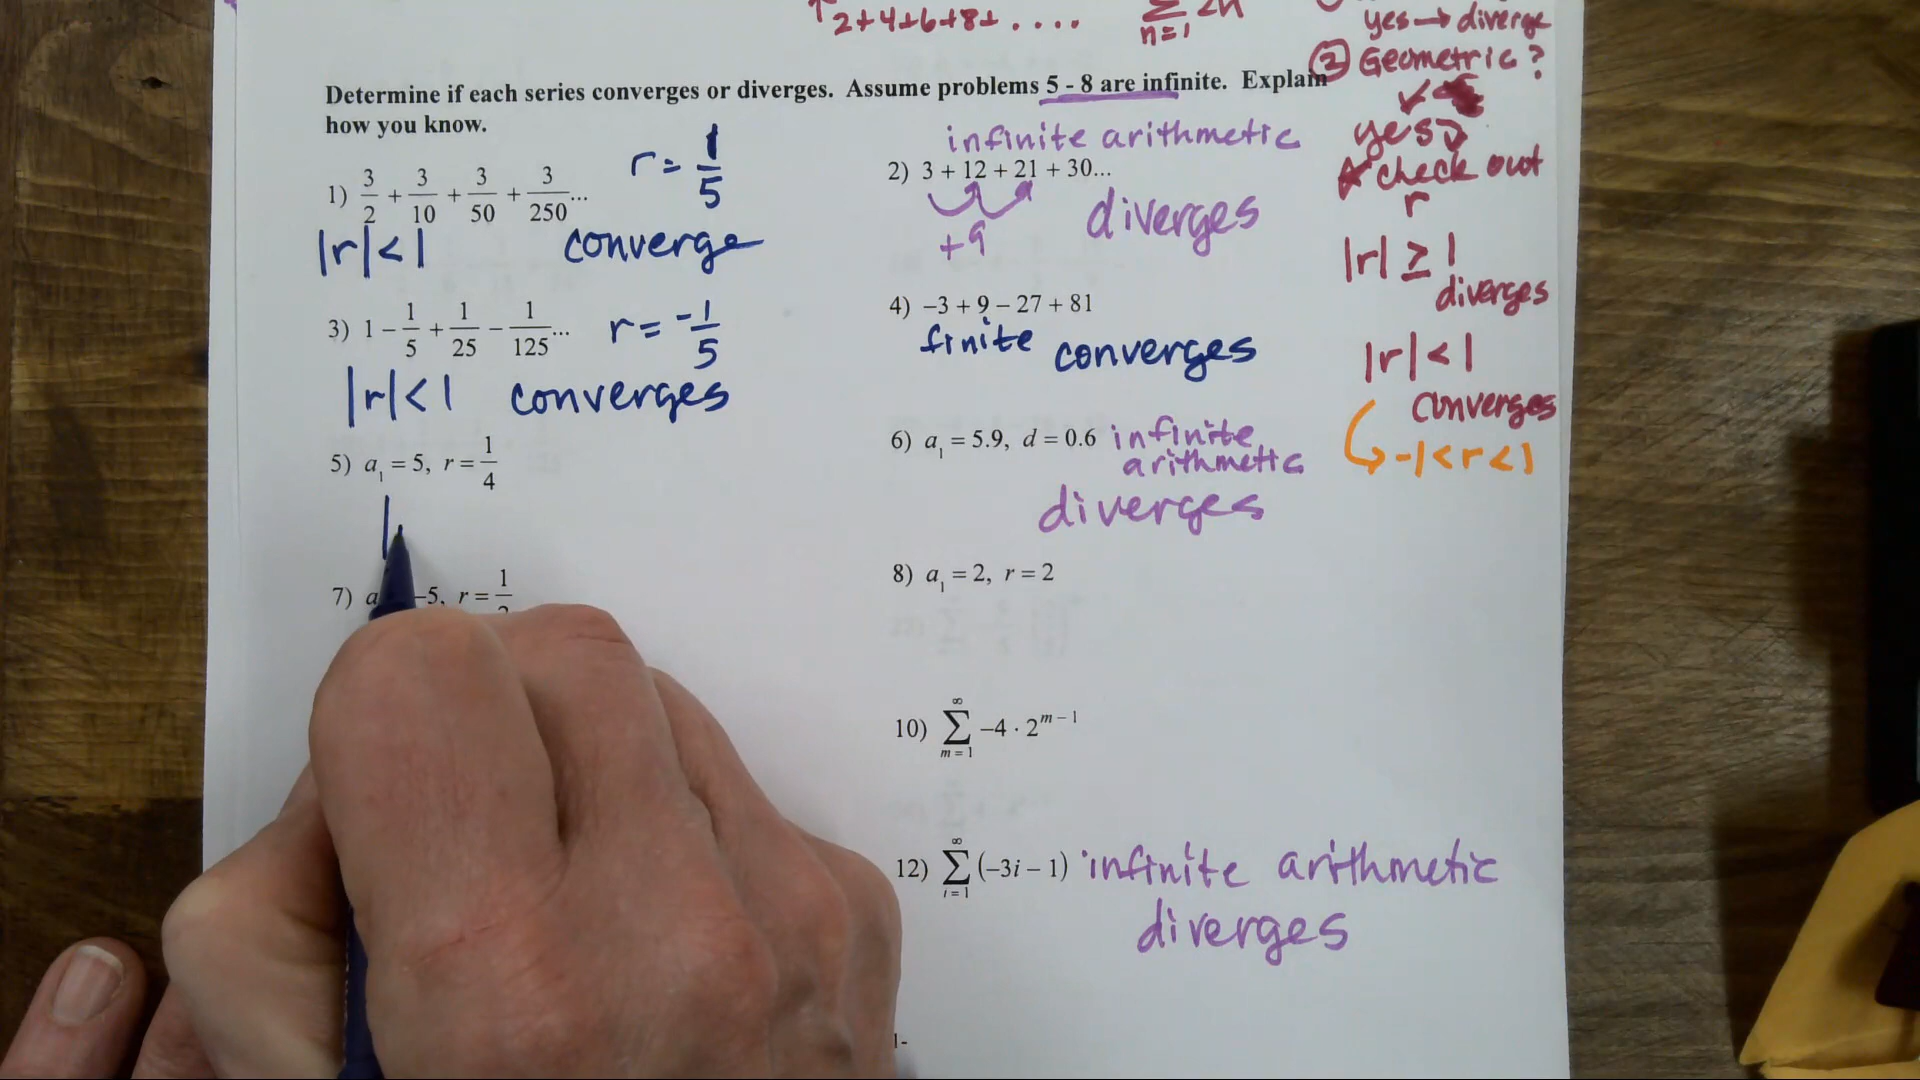 2+4+6+8+ ....
∑ 2n
n=1
yes → diverge
② Geometric?
yes
check out
r
|r| ≥ 1
diverges
|r| < 1
converges
-1 < r < 1
Determine if each series converges or diverges. Assume problems 5 - 8 are infinite. Explain
how you know.
1) 3/2 + 3/10 + 3/50 + 3/250 ...
r = 1/5
|r| < 1 converge
infinite arithmetic
2) 3 + 12 + 21 + 30...
+9
diverges
3) 1 − 1/5 + 1/25 − 1/125 ...
r = -1/5
|r| < 1 converges
4) −3 + 9 − 27 + 81
finite converges
5) a₁ = 5, r = 1/4
6) a₁ = 5.9, d = 0.6 infinite
arithmetic
diverges
7) a −5, r = 1
8) a₁ = 2, r = 2
10) ∞ ∑ m = 1 −4 · 2^(m − 1)
12) ∞ ∑ i = 1 (−3i − 1) infinite arithmetic
diverges
1-